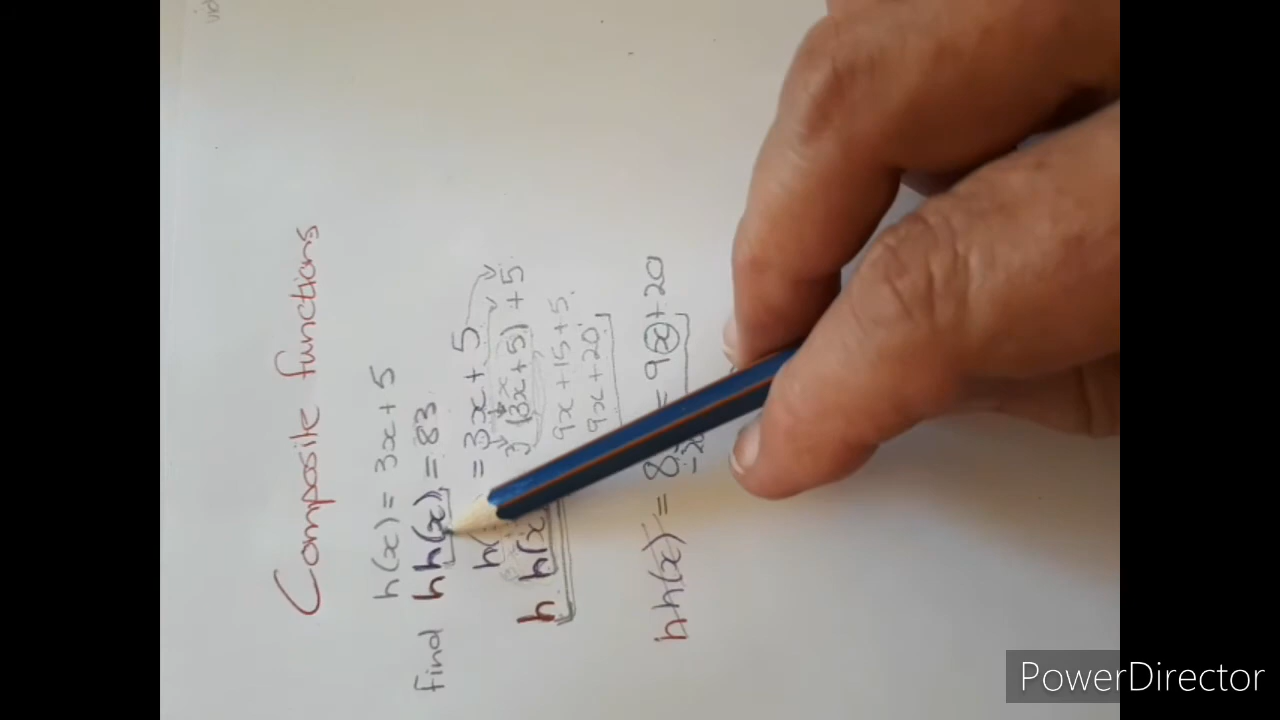 Composite functions
h(x) = 3x + 5
find hh(x) = 83
h( = 3x + 5
x
3 (3x + 5) + 5
9x + 15 + 5
h h(x 9x + 20
hh(x) = 8 = 9x + 20
PowerDirector